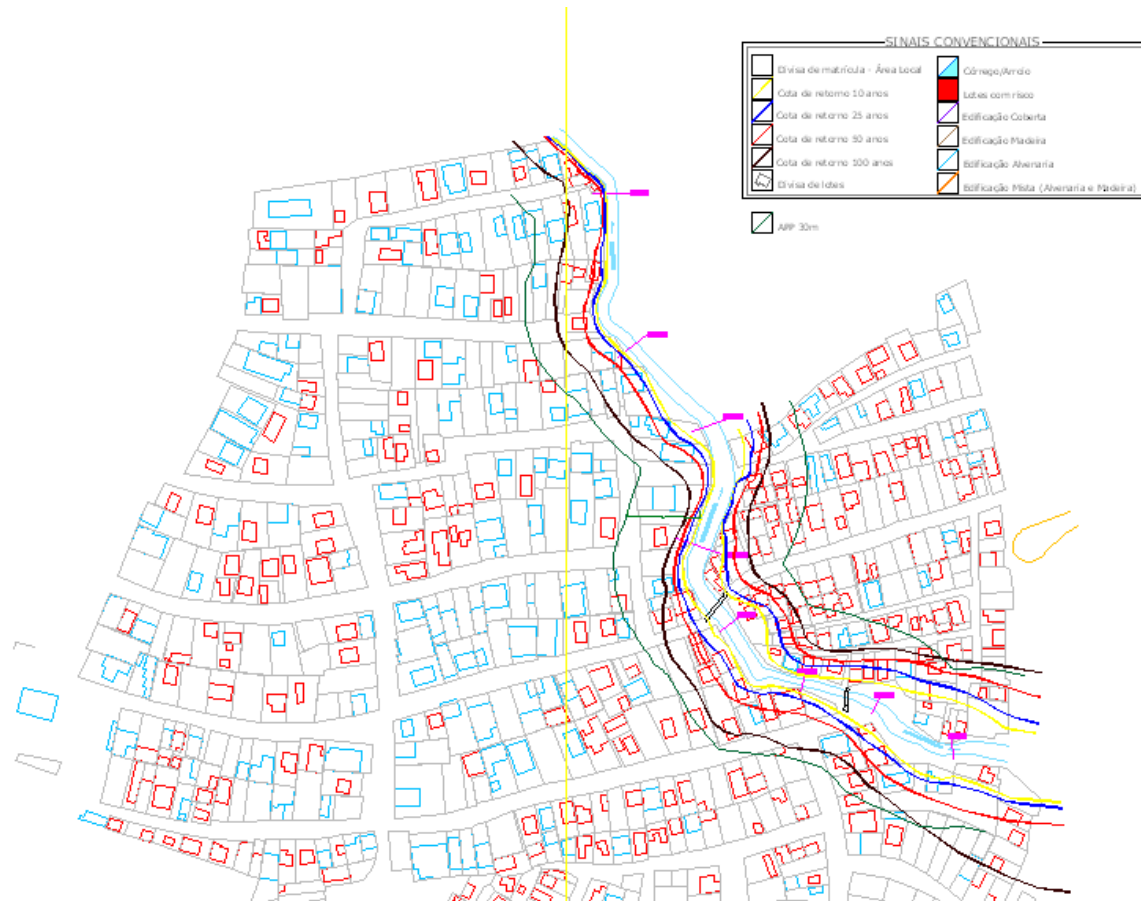 SINAIS CONVENCIONAIS
Divisa de matrícula - Área Local
Cota de retorno 10 anos
Cota de retorno 25 anos
Cota de retorno 50 anos
Cota de retorno 100 anos
Divisa de lotes
Córrego/Arroio
Lotes com risco
Edificação Coberta
Edificação Madeira
Edificação Alvenaria
Edificação Mista (Alvenaria e Madeira)
APP 30m